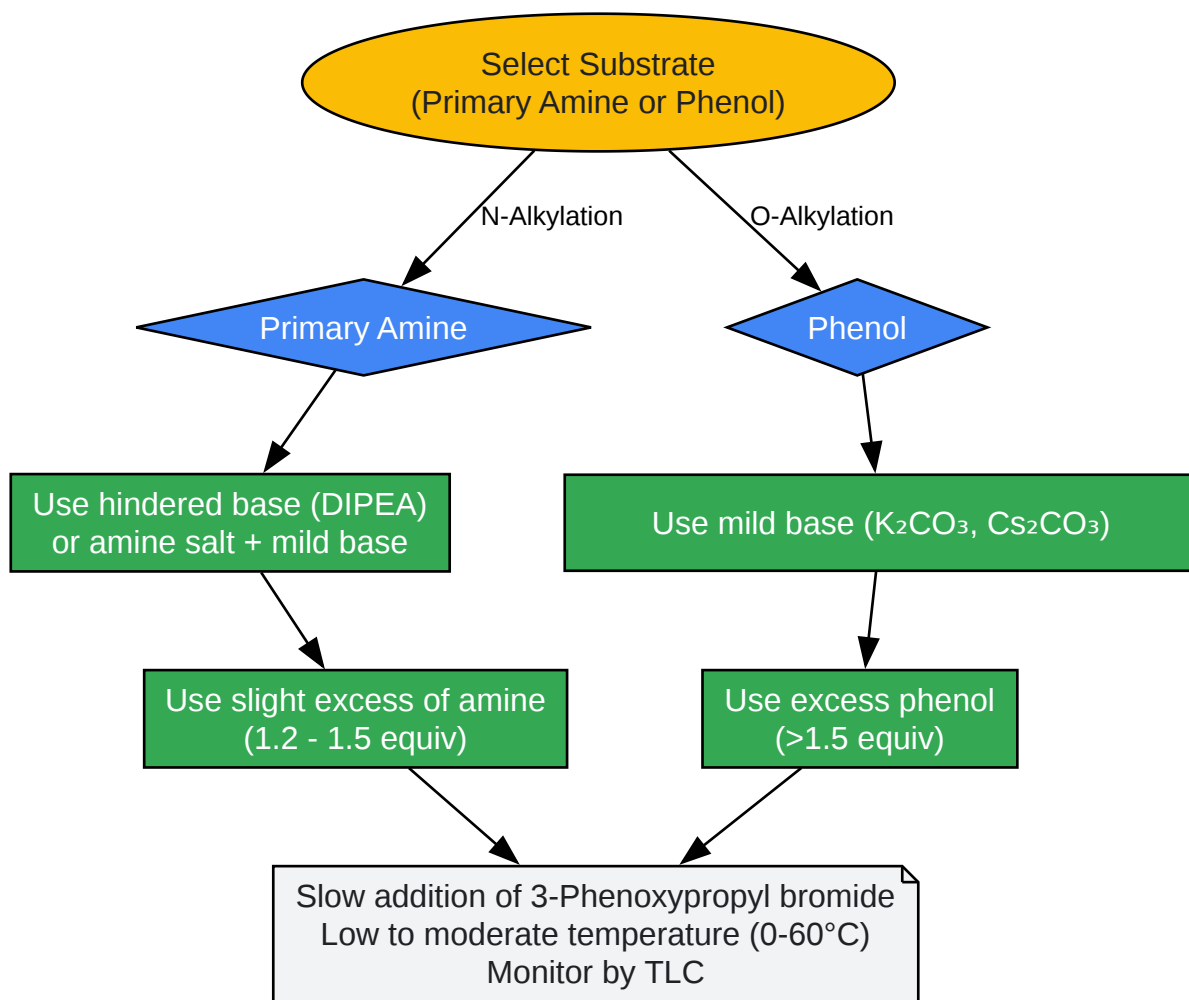 Select Substrate
(Primary Amine or Phenol)
N-Alkylation
O-Alkylation
Primary Amine
Phenol
Use hindered base (DIPEA)
or amine salt + mild base
Use mild base (K₂CO₃, Cs₂CO₃)
Use slight excess of amine
(1.2 - 1.5 equiv)
Use excess phenol
(>1.5 equiv)
Slow addition of 3-Phenoxypropyl bromide
Low to moderate temperature (0-60°C)
Monitor by TLC